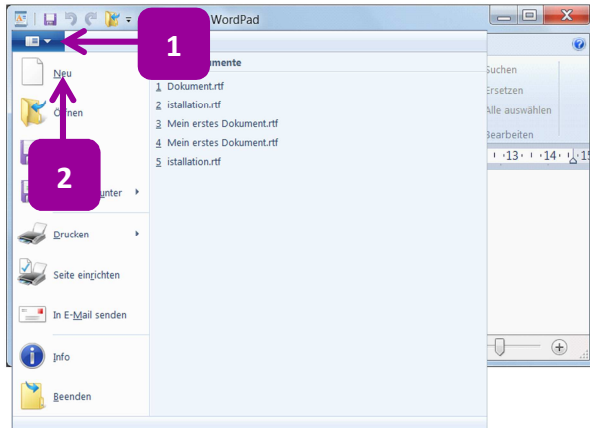 WordPad
1
umente
Neu
1 Dokument.rtf
2 istallation.rtf
Öffnen
3 Mein erstes Dokument.rtf
4 Mein erstes Dokument.rtf
5 istallation.rtf
2
unter
Drucken
Seite einrichten
In E-Mail senden
Info
Beenden
Suchen
Ersetzen
Alle auswählen
Bearbeiten
13 14 15